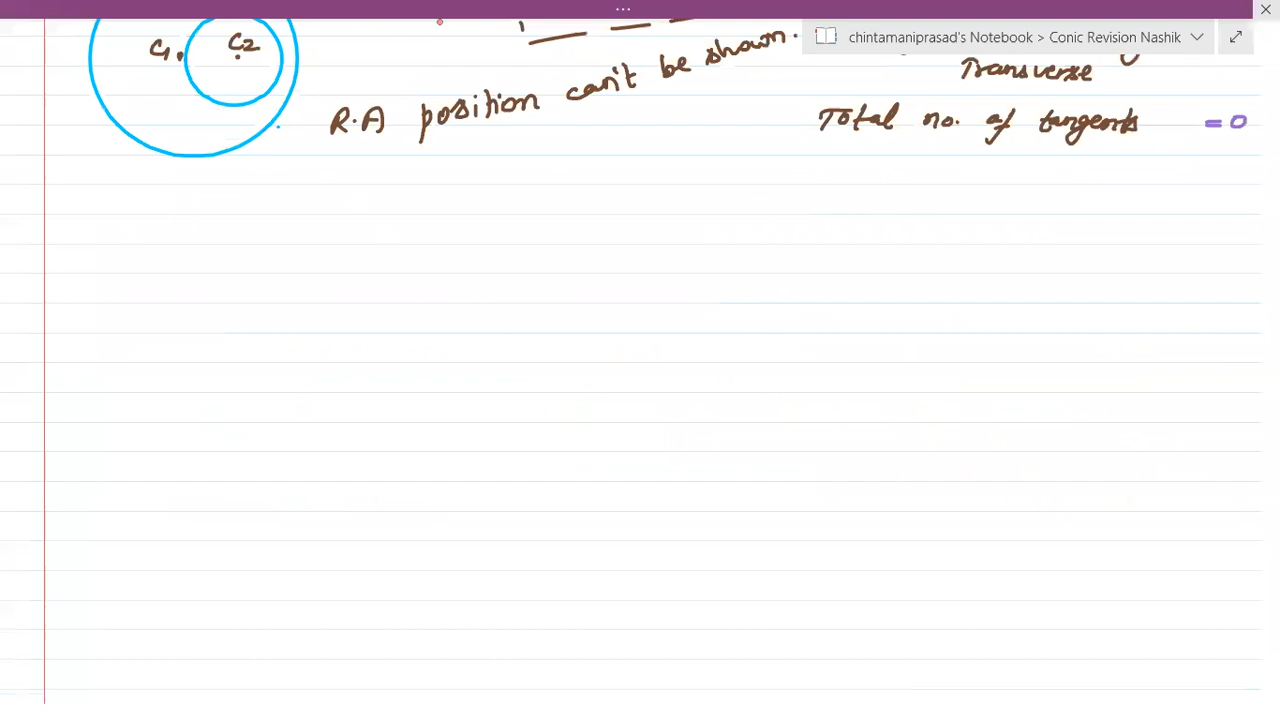 chintamaniprasad's Notebook > Conic Revision Nashik
C1 C2
R.A position can't be shown.
Transverse
Total no. of tangents = 0